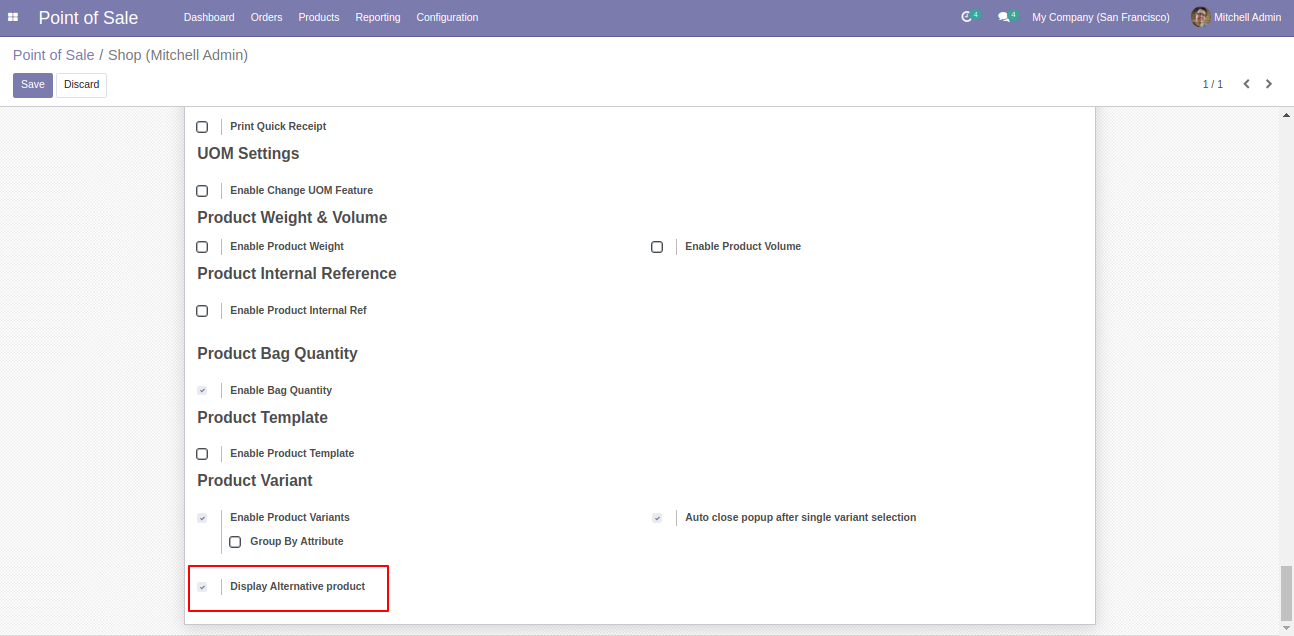 Point of Sale Dashboard Orders Products Reporting Configuration 4 4 My Company (San Francisco) Mitchell Admin
Point of Sale / Shop (Mitchell Admin)
Save Discard 1 / 1
Print Quick Receipt
UOM Settings
Enable Change UOM Feature
Product Weight & Volume
Enable Product Weight Enable Product Volume
Product Internal Reference
Enable Product Internal Ref
Product Bag Quantity
Enable Bag Quantity
Product Template
Enable Product Template
Product Variant
Enable Product Variants Auto close popup after single variant selection
Group By Attribute
Display Alternative product